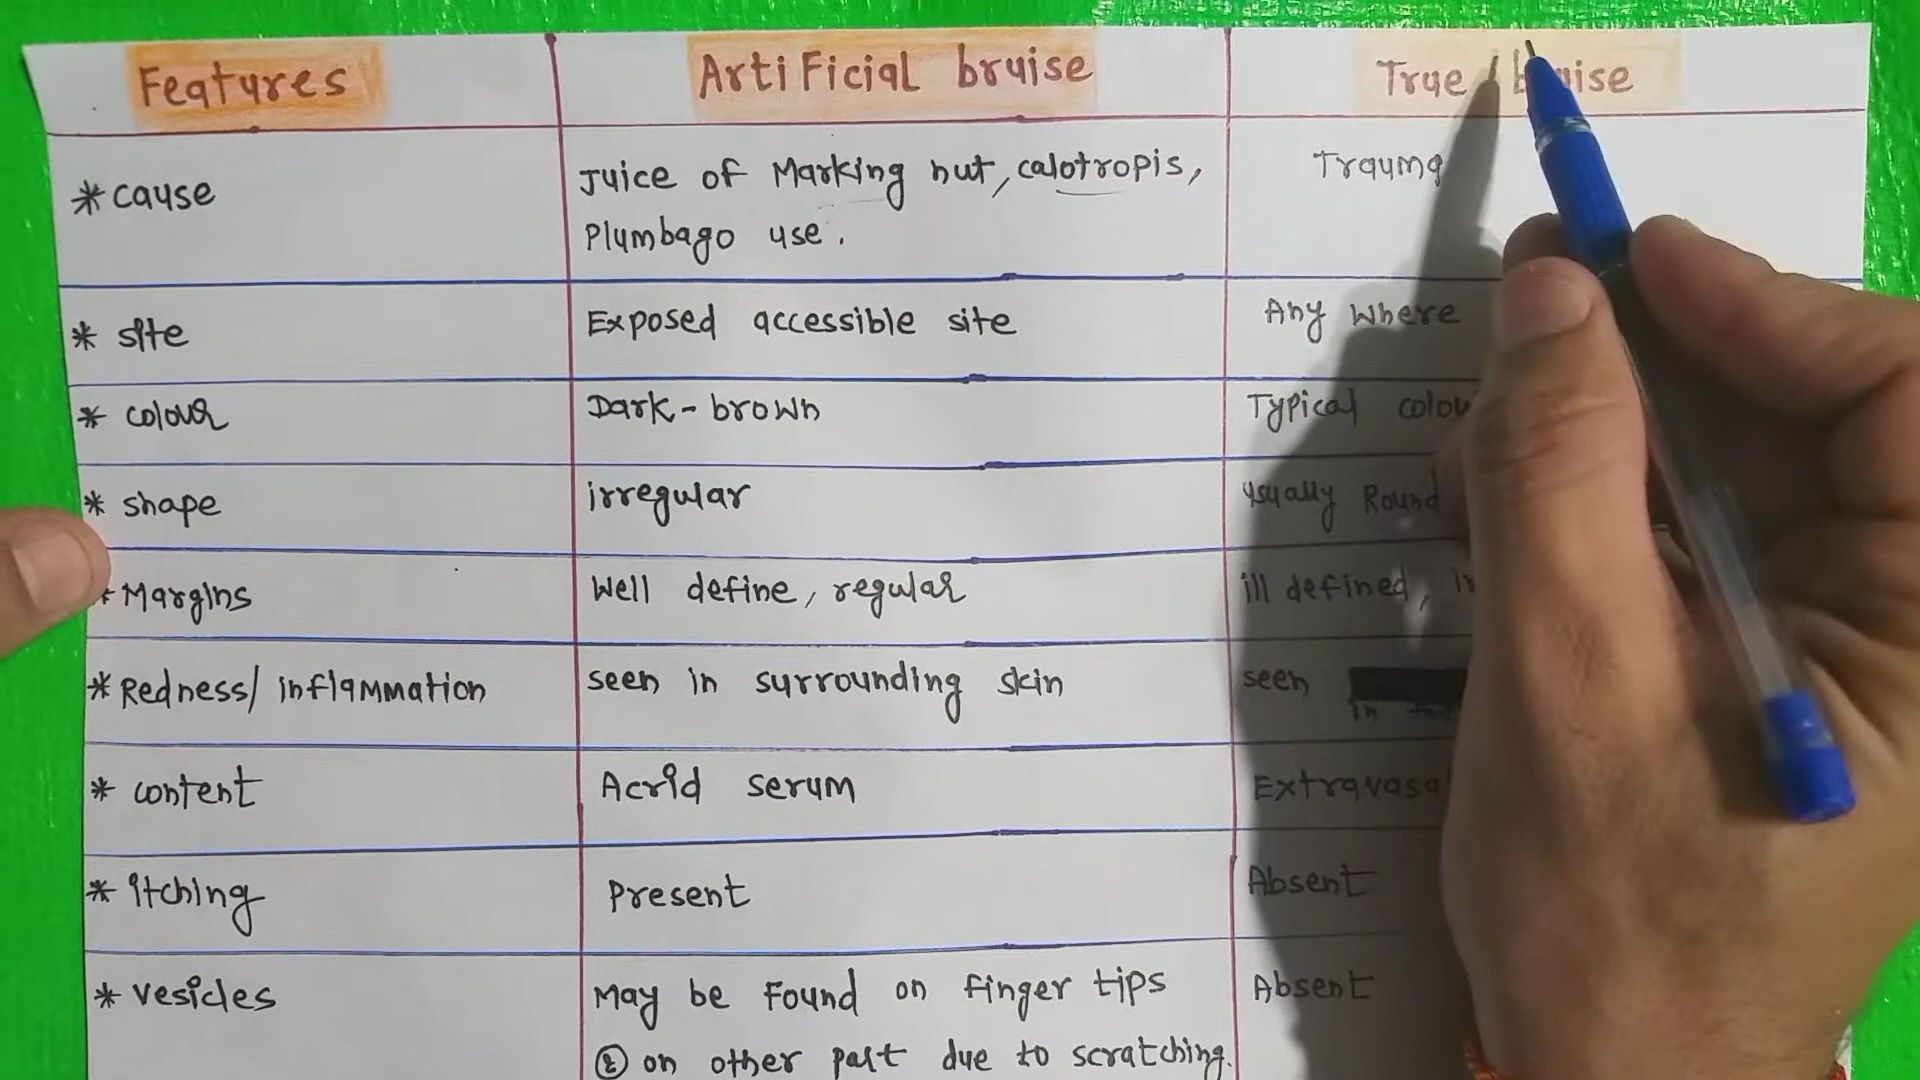 Features Artificial bruise True bruise
* cause Juice of Marking nut, calotropis, Trauma
Plumbago use.
* site Exposed accessible site Any where
* colour Dark-brown Typical
* shape irregular usually Round
* Margins Well define, regular ill defined,
* Redness/inflammation seen in surrounding skin seen
in
* content Acrid serum
* itching Present Absent
* vesicles May be Found on finger tips Absent
& on other part due to scratching.